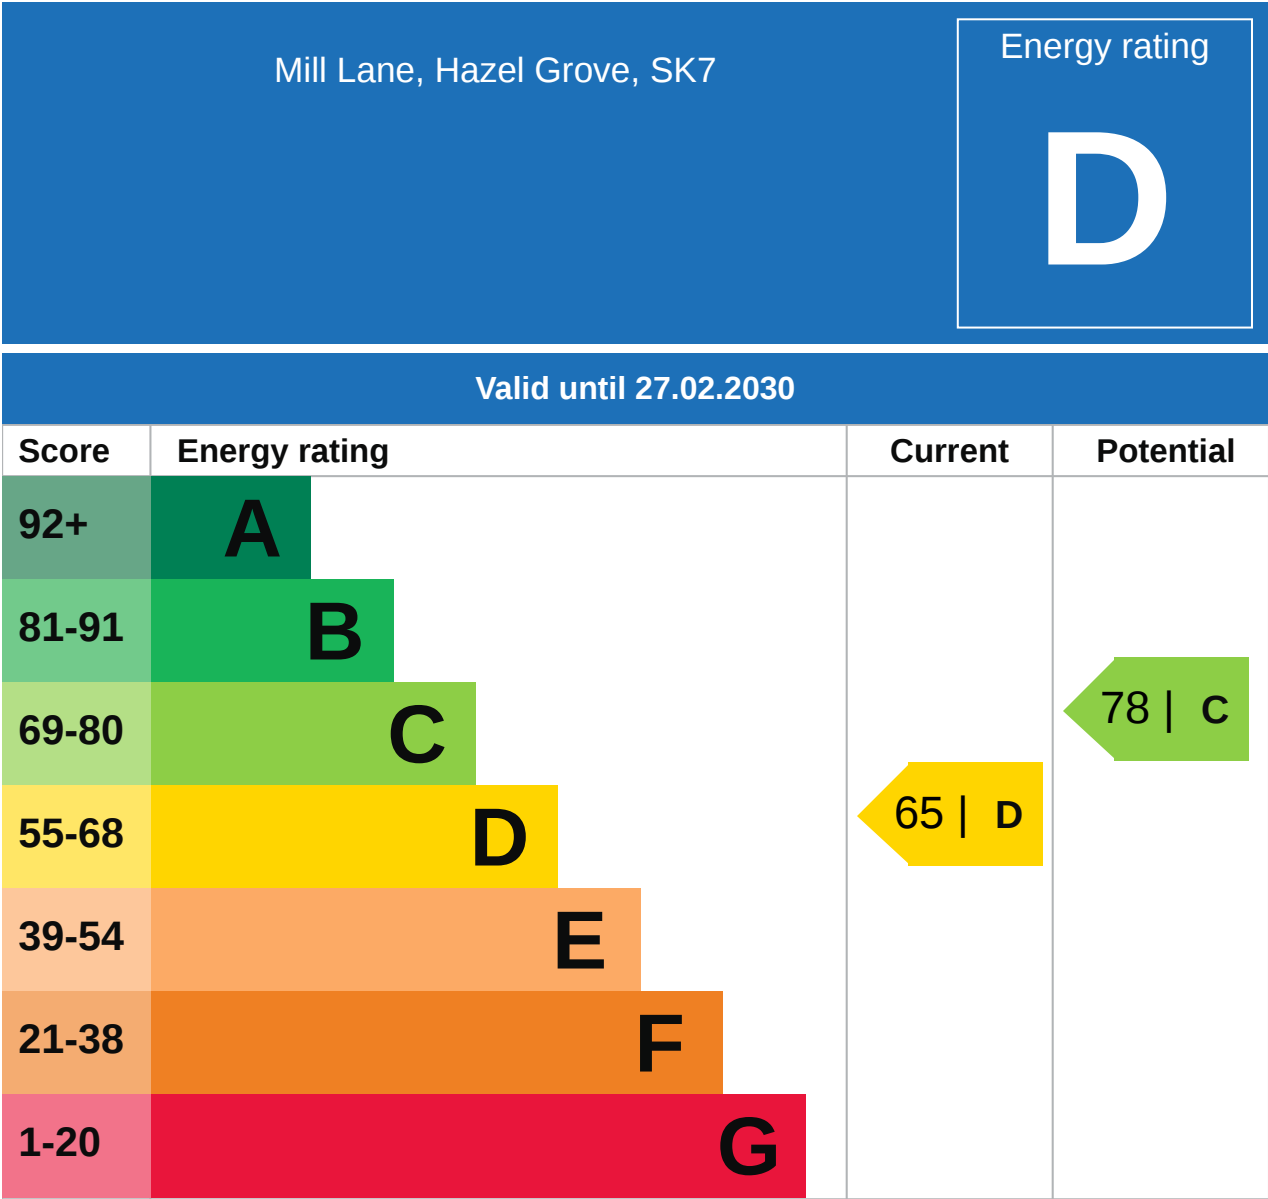 Mill Lane, Hazel Grove, SK7
Energy rating
D
Valid until 27.02.2030
Score Energy rating Current Potential
92+ A
81-91 B
69-80 C
78 | C
55-68 D
65 | D
39-54 E
21-38 F
1-20 G